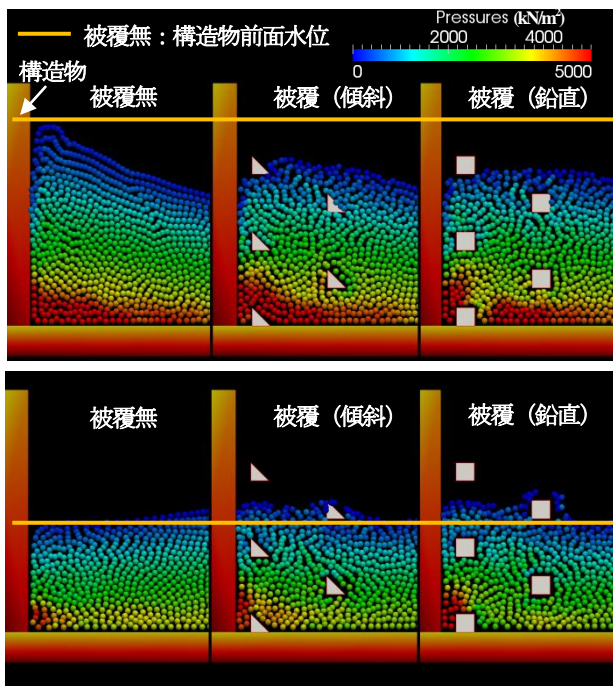 Pressures (kN/m²)
被覆無：構造物前面水位
2000 4000
0 5000
構造物
被覆無
被覆（傾斜）
被覆（鉛直）
被覆無
被覆（傾斜）
被覆（鉛直）